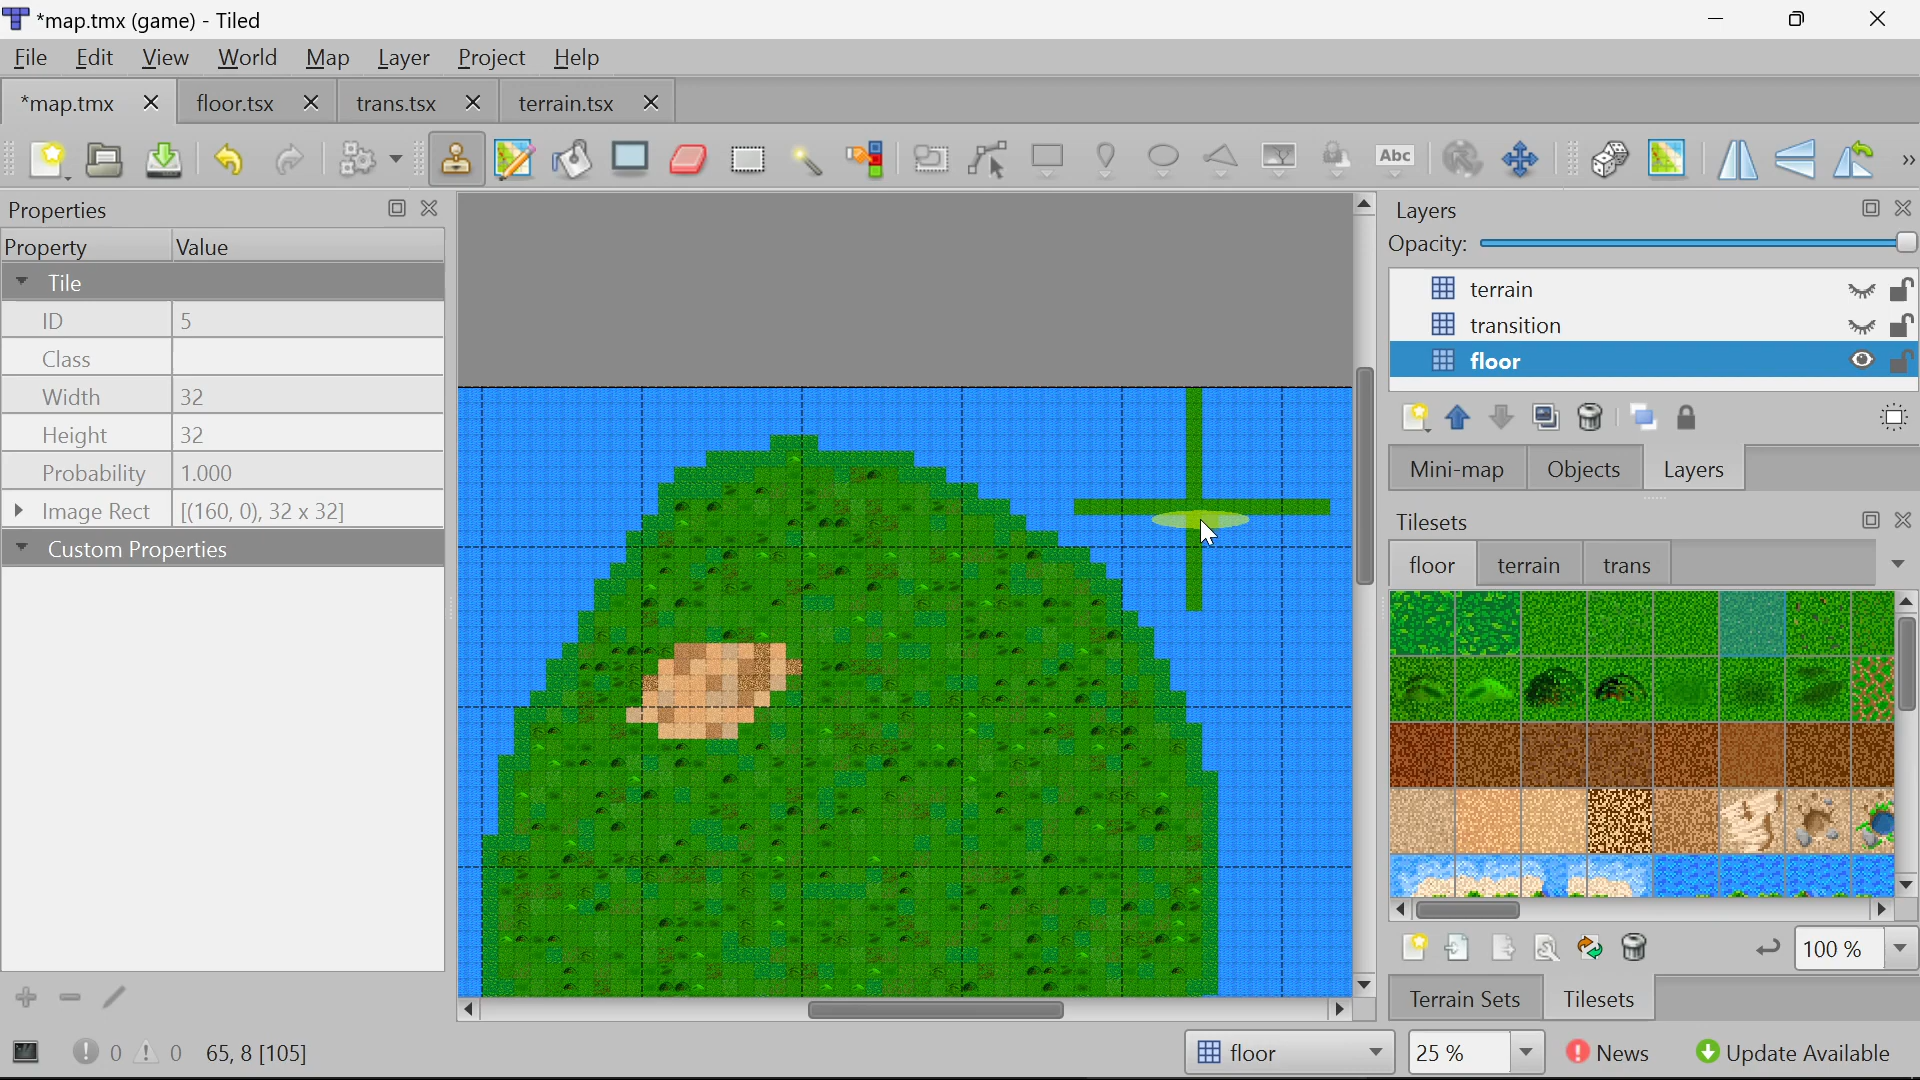 *map.tmx (game) - Tiled
File Edit View World Map Layer Project Help
*map.tmx floor.tsx trans.tsx terrain.tsx
Abc
Properties
Property Value
Tile
ID 5
Class
Width 32
Height 32
Probability 1.000
Image Rect [(160, 0), 32 x 32]
Custom Properties
Layers
Opacity:
terrain
transition
floor
Mini-map Objects Layers
Tilesets
floor terrain trans
100 %
Terrain Sets Tilesets
0 0 65, 8 [105]
floor 25 % News Update Available